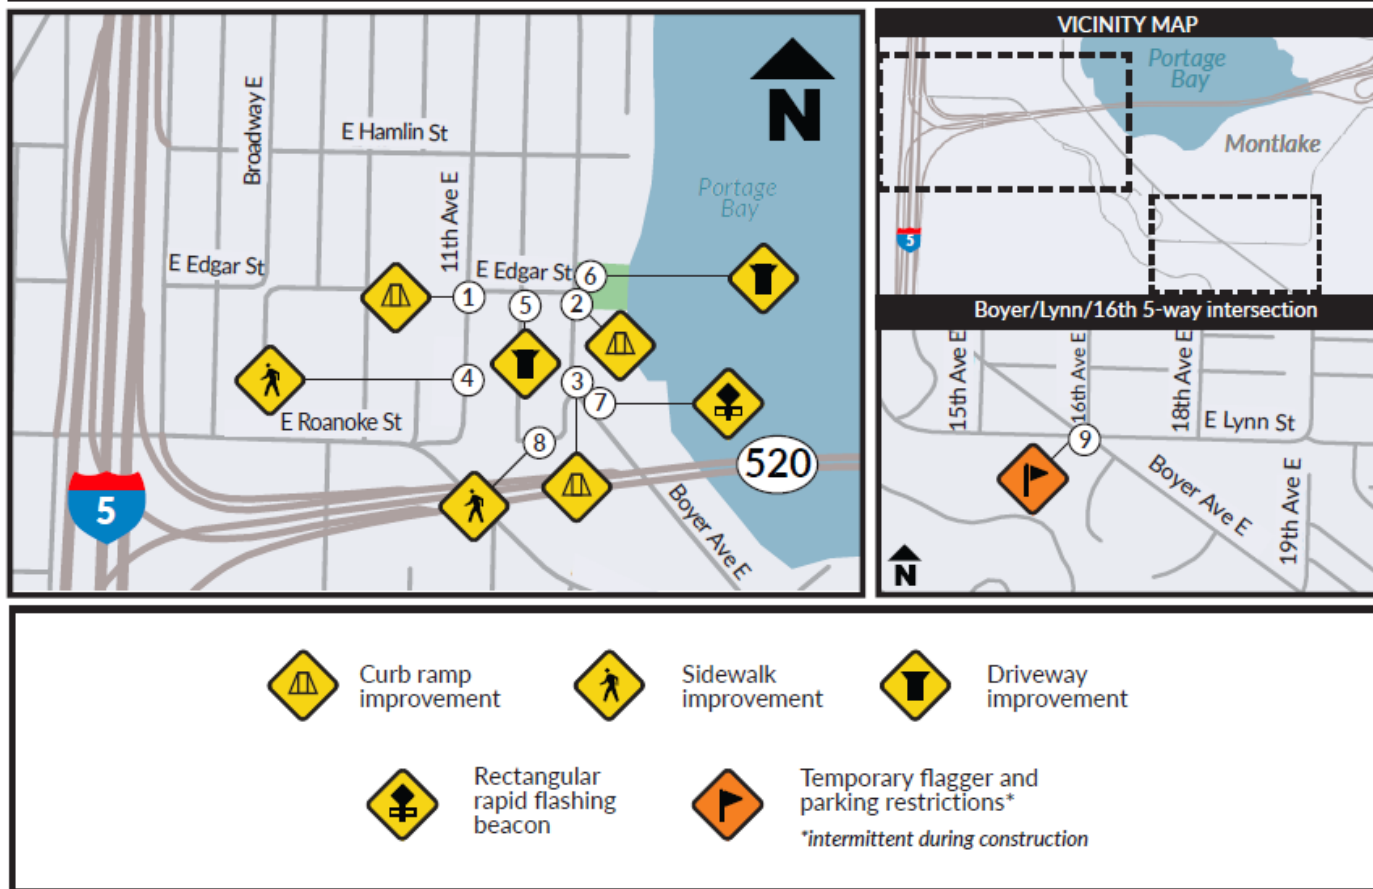 Broadway E
E Hamlin St
11th Ave E
N
Portage
Bay
E Edgar St
E Edgar St
6
1
5
2
4
3
7
E Roanoke St
8
5
520
Boyer Ave E
VICINITY MAP
Portage
Bay
Montlake
5
Boyer/Lynn/16th 5-way intersection
15th Ave E
16th Ave E
18th Ave E
E Lynn St
9
Boyer Ave E
19th Ave E
N
Curb ramp
improvement
Sidewalk
improvement
Driveway
improvement
Rectangular
rapid flashing
beacon
Temporary flagger and
parking restrictions*
*intermittent during construction